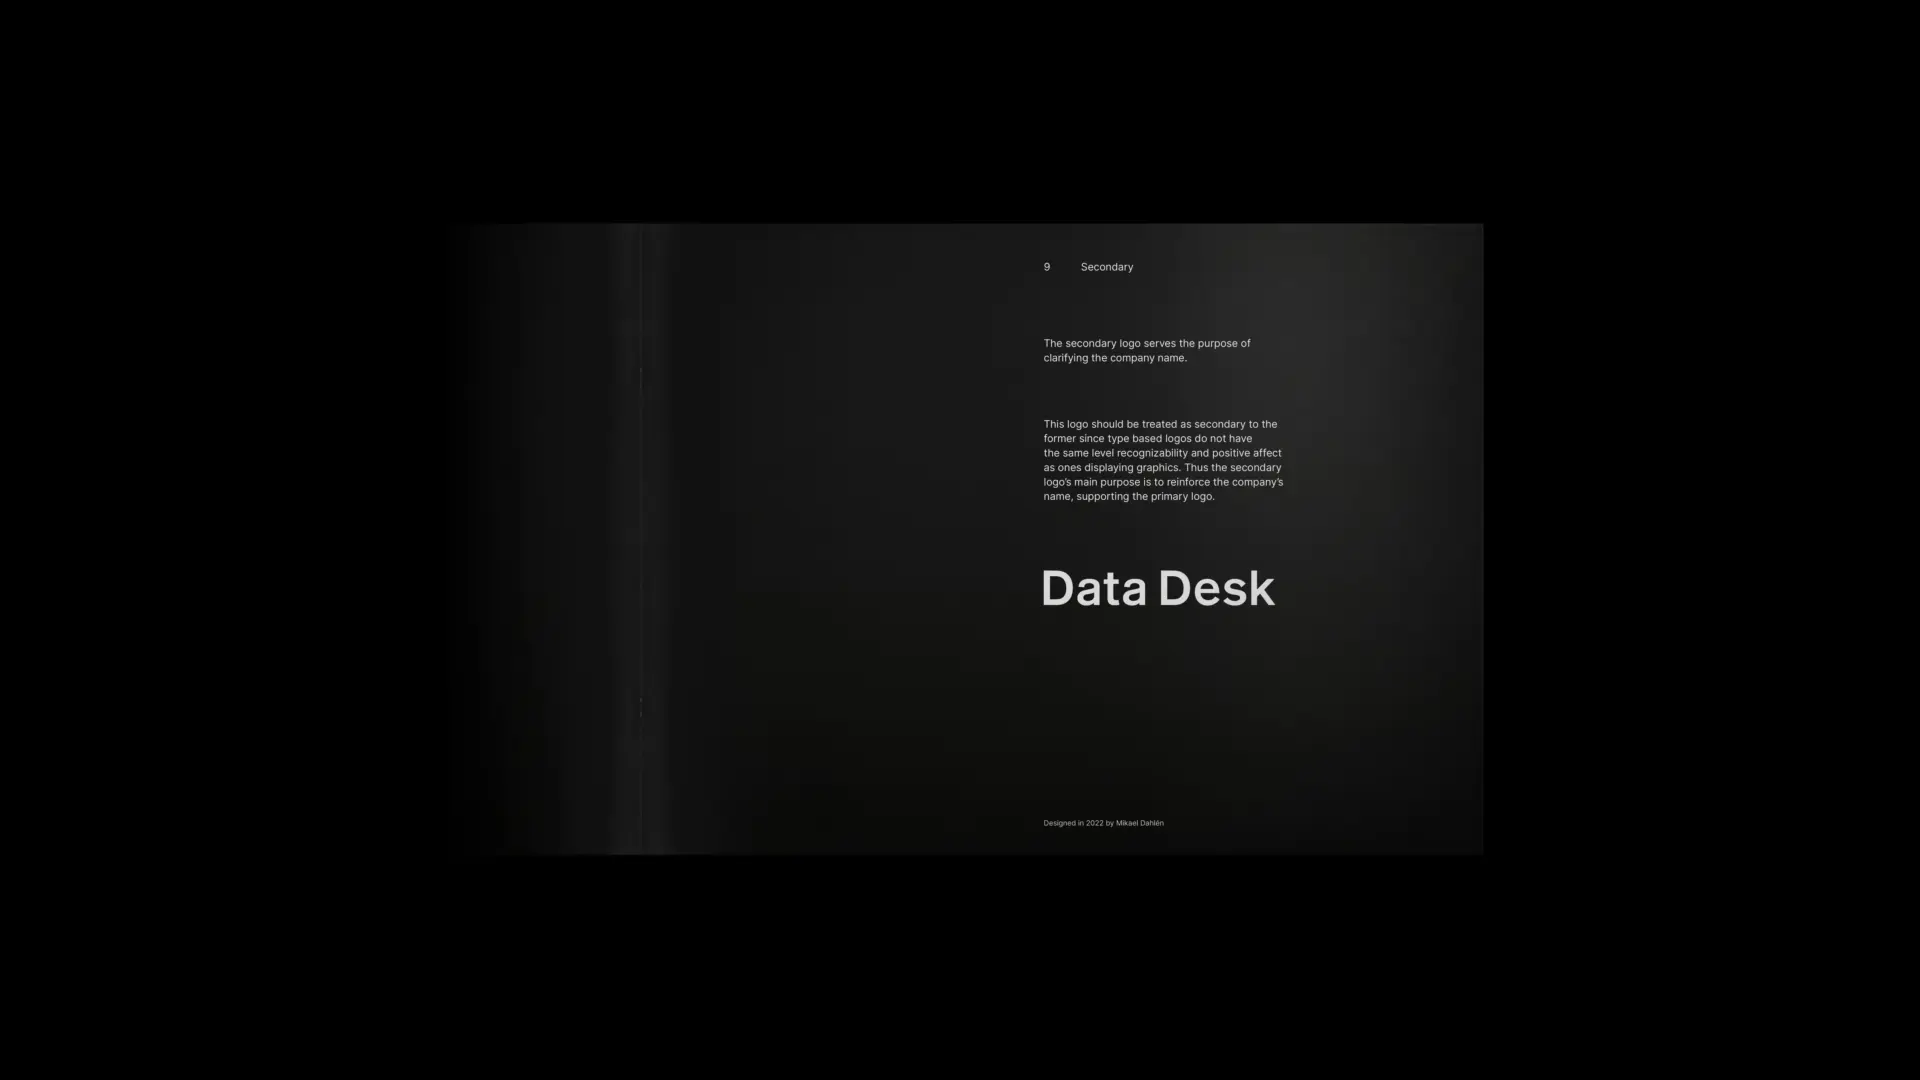 9 Secondary
The secondary logo serves the purpose of
clarifying the company name.
This logo should be treated as secondary to the
former since type based logos do not have
the same level recognizability and positive affect
as ones displaying graphics. Thus the secondary
logo’s main purpose is to reinforce the company’s
name, supporting the primary logo.
Data Desk
Designed in 2022 by Mikael Dahlén